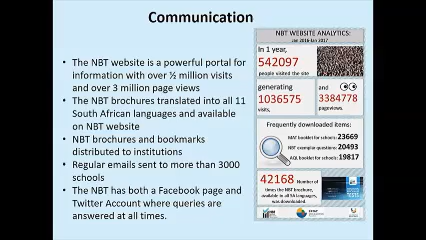 Communication
• The NBT website is a powerful portal for
information with over ½ million visits
and over 3 million page views
• The NBT brochures translated into all 11
South African languages and available
on NBT website
• NBT brochures and bookmarks
distributed to institutions
• Regular emails sent to more than 3000
schools
• The NBT has both a Facebook page and
Twitter Account where queries are
answered at all times.
NBT WEBSITE ANALYTICS:
Jan 2016-Jan 2017
In 1 year,
542097
people visited the site
generating
1036575
visits,
and
3384778
pageviews.
Frequently downloaded items:
MAT booklet for schools: 23669
NBT exemplar questions: 20493
AQL booklet for schools: 19817
42168 Number of
times the NBT brochure,
available in all SA languages,
was downloaded.